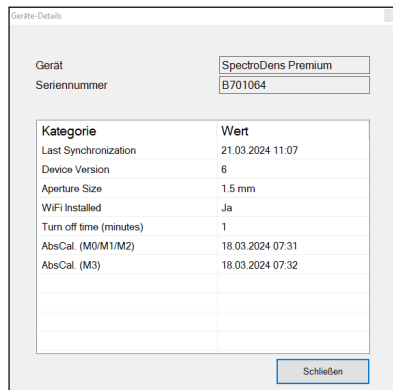 Geräte-Details
Gerät SpectroDens Premium
Seriennummer B701064
Kategorie Wert
Last Synchronization 21.03.2024 11:07
Device Version 6
Aperture Size 1.5 mm
WiFi Installed Ja
Turn off time (minutes) 1
AbsCal. (M0/M1/M2) 18.03.2024 07:31
AbsCal. (M3) 18.03.2024 07:32
Schließen